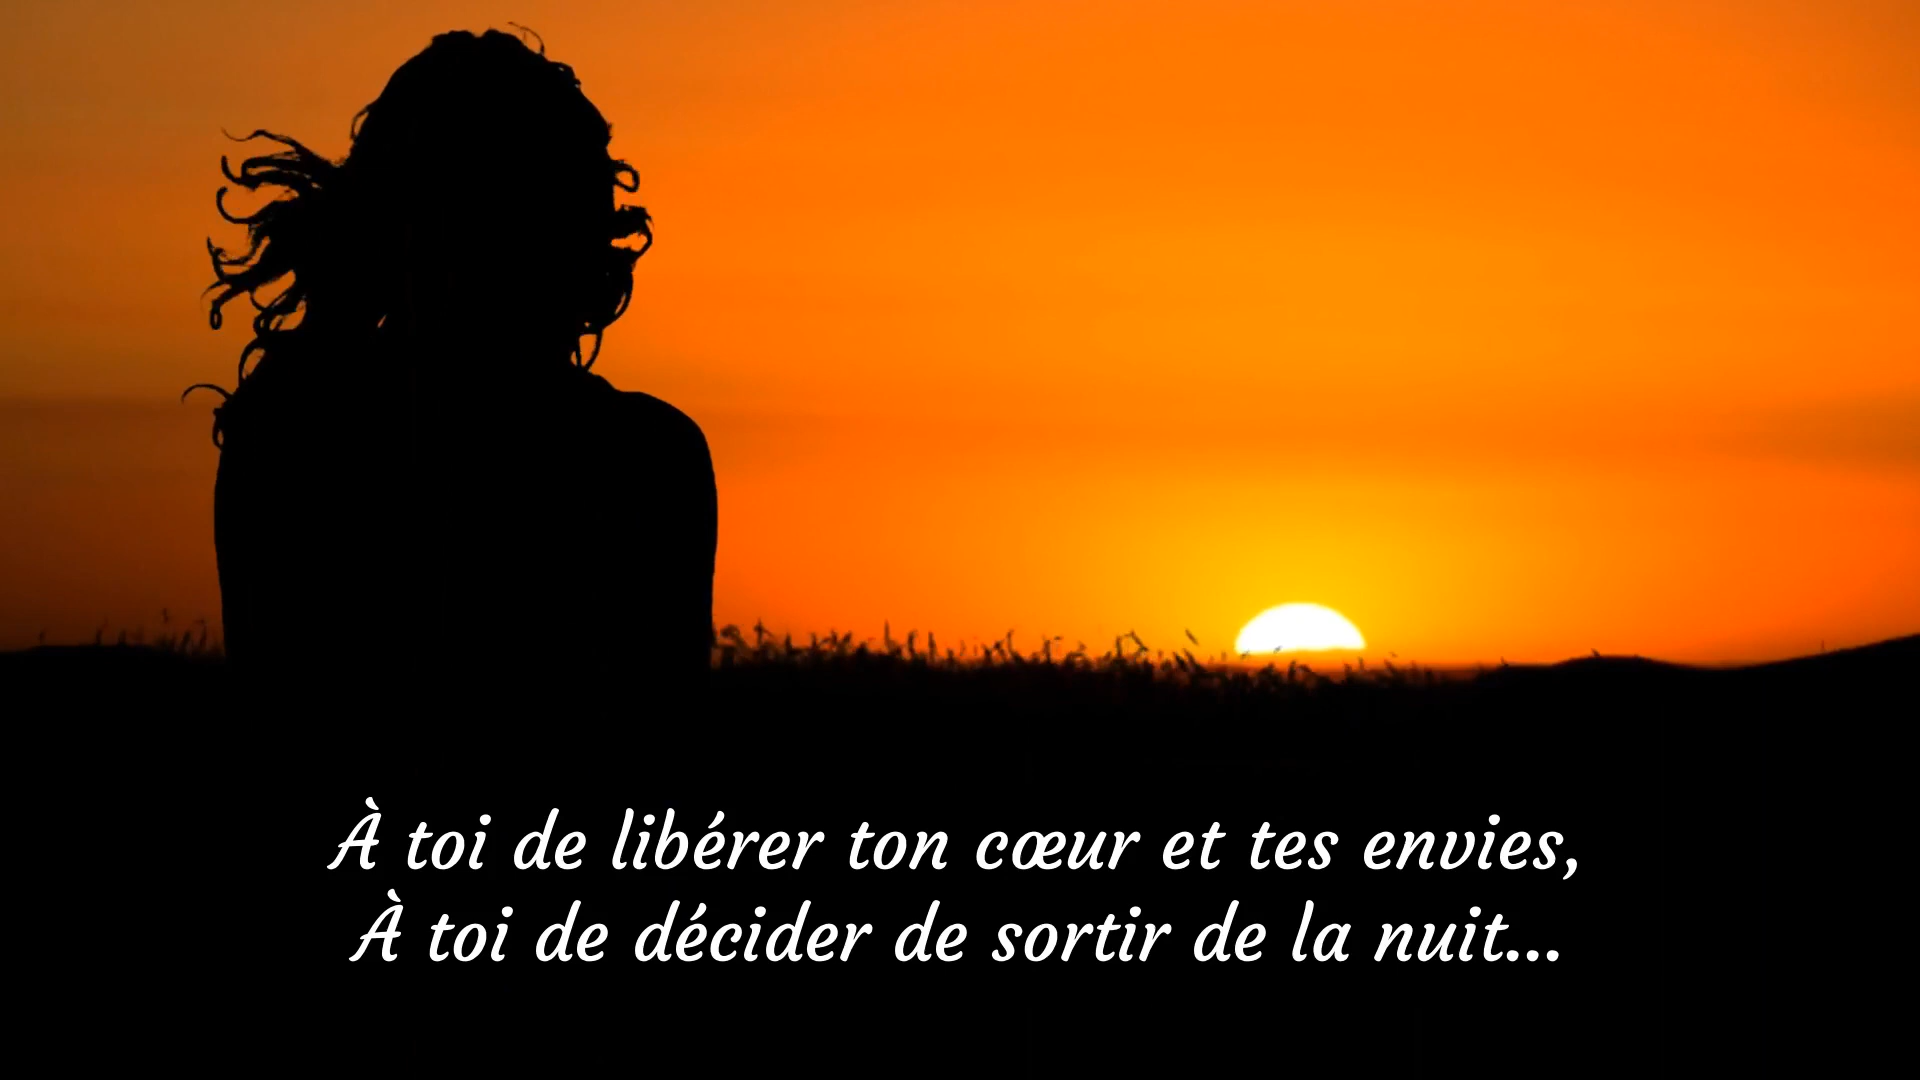 À toi de libérer ton cœur et tes envies,
À toi de décider de sortir de la nuit...